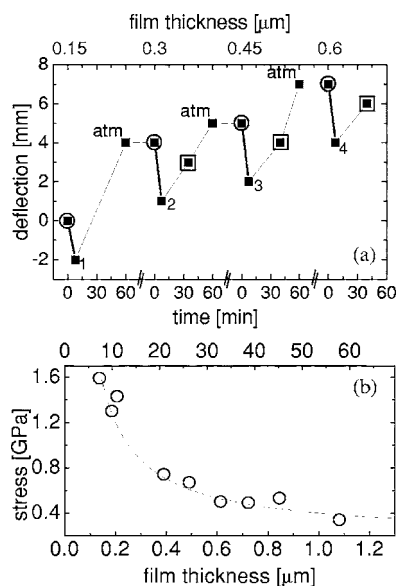 film thickness [μm]
0.15 0.3 0.45 0.6
8
6
4
2
0
-2
deflection [mm]
atm
atm
atm
1
2
3
4
(a)
0 30 60 0 30 60 0 30 60 0 30 60
time [min]
0 10 20 30 40 50 60
1.6
1.2
0.8
0.4
stress [GPa]
(b)
0.0 0.2 0.4 0.6 0.8 1.0 1.2
film thickness [μm]